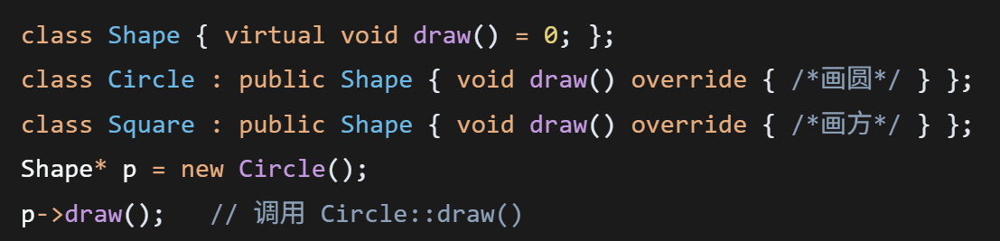 class Shape { virtual void draw() = 0; };
class Circle : public Shape { void draw() override { /*画圆*/ } };
class Square : public Shape { void draw() override { /*画方*/ } };
Shape* p = new Circle();
p->draw();   // 调用 Circle::draw()